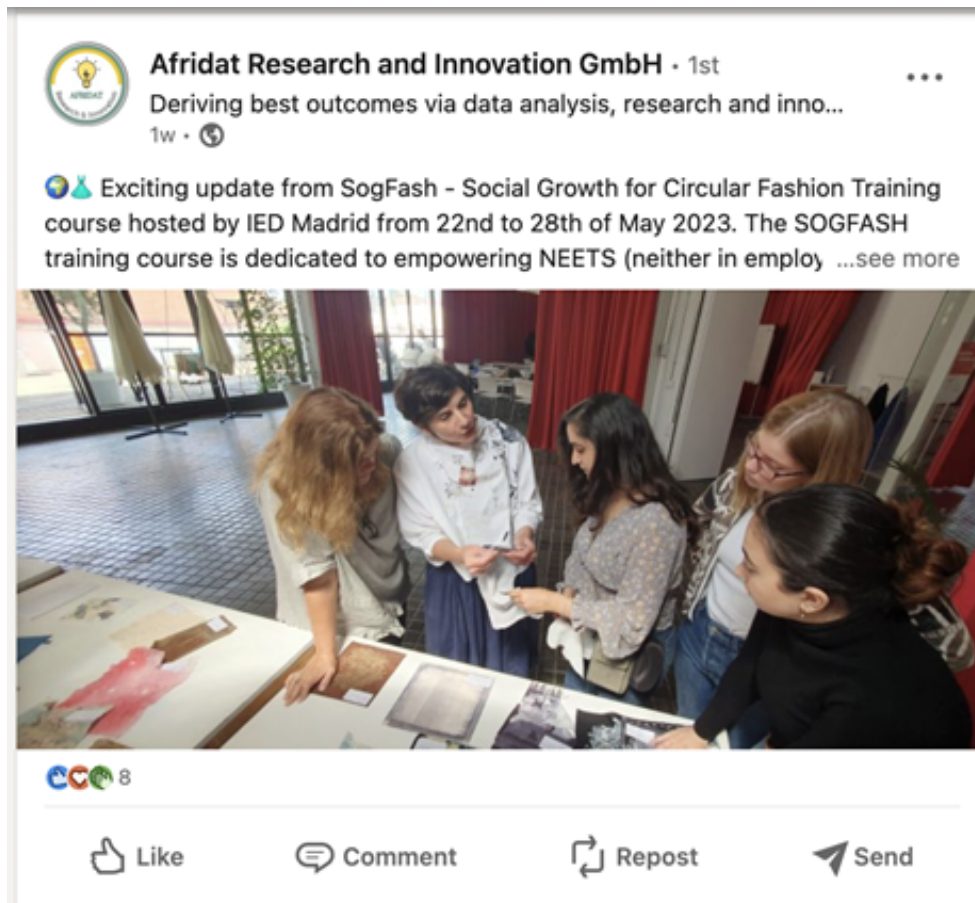 Afridat Research and Innovation GmbH • 1st
Deriving best outcomes via data analysis, research and inno...
1w •
Exciting update from SogFash - Social Growth for Circular Fashion Training
course hosted by IED Madrid from 22nd to 28th of May 2023. The SOGFASH
training course is dedicated to empowering NEETS (neither in employ ...see more
AFRIDAT
8
Like
Comment
Repost
Send